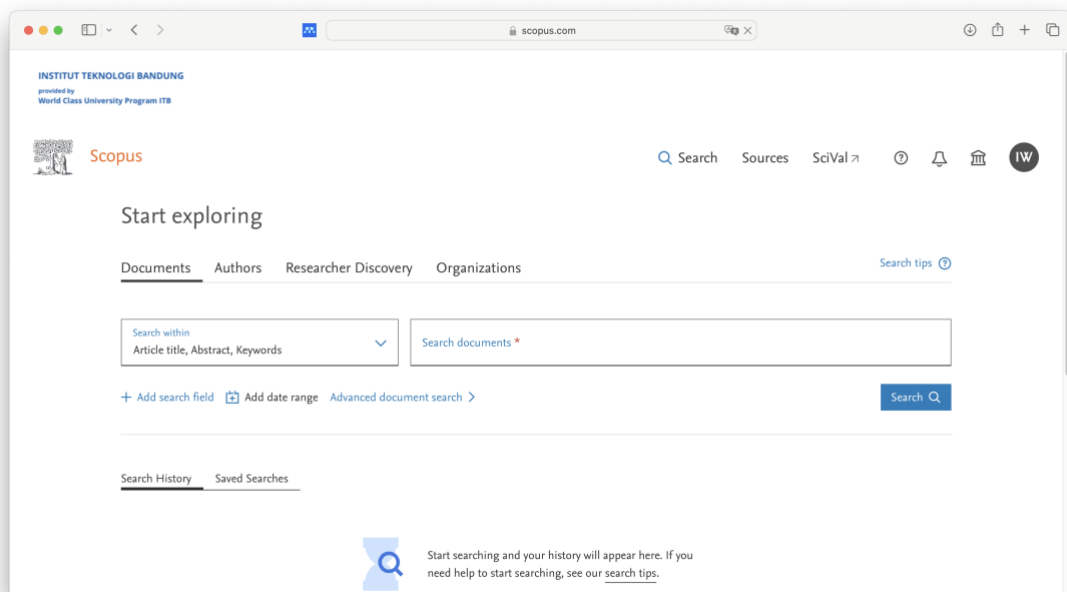 scopus.com
INSTITUT TEKNOLOGI BANDUNG
provided by
World Class University Program ITB
Scopus
Search Sources SciVal IW
Start exploring
Documents Authors Researcher Discovery Organizations Search tips
Search within
Article title, Abstract, Keywords
Search documents *
Add search field Add date range Advanced document search
Search
Search History Saved Searches
Start searching and your history will appear here. If you
need help to start searching, see our search tips.